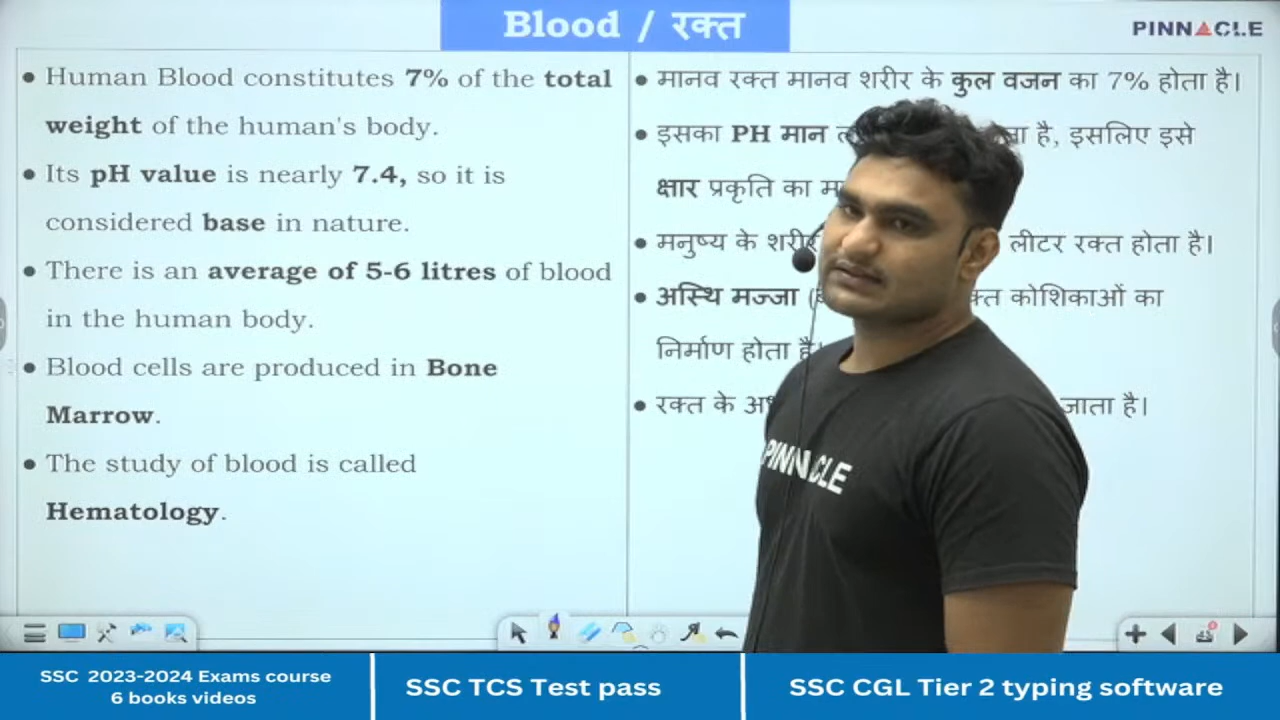 Blood / रक्त
PINNACLE
● Human Blood constitutes 7% of the total
weight of the human's body.
● Its pH value is nearly 7.4, so it is
considered base in nature.
● There is an average of 5-6 litres of blood
in the human body.
● Blood cells are produced in Bone
Marrow.
● The study of blood is called
Hematology.
● मानव रक्त मानव शरीर के कुल वजन का 7% होता है।
● इसका PH मान है, इसलिए इसे
क्षार प्रकृति का
● मनुष्य के शरीर लीटर रक्त होता है।
● अस्थि मज्जा ( कोशिकाओं का
निर्माण होता है
● रक्त के जाता है।
PINNACLE
SSC 2023-2024 Exams course
6 books videos
SSC TCS Test pass
SSC CGL Tier 2 typing software